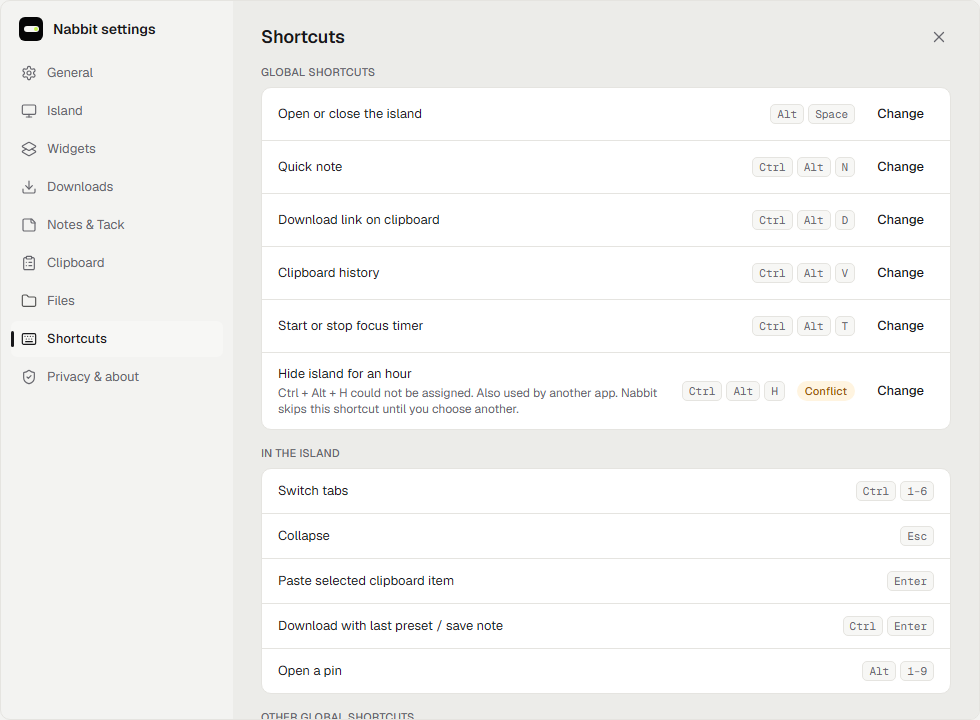 Nabbit settings
General
Island
Widgets
Downloads
Notes & Tack
Clipboard
Files
Shortcuts
Privacy & about
Shortcuts
GLOBAL SHORTCUTS
Open or close the island Alt Space Change
Quick note Ctrl Alt N Change
Download link on clipboard Ctrl Alt D Change
Clipboard history Ctrl Alt V Change
Start or stop focus timer Ctrl Alt T Change
Hide island for an hour
Ctrl + Alt + H could not be assigned. Also used by another app. Nabbit
skips this shortcut until you choose another.
Ctrl Alt H Conflict Change
IN THE ISLAND
Switch tabs Ctrl 1-6
Collapse Esc
Paste selected clipboard item Enter
Download with last preset / save note Ctrl Enter
Open a pin Alt 1-9
OTHER GLOBAL SHORTCUTS